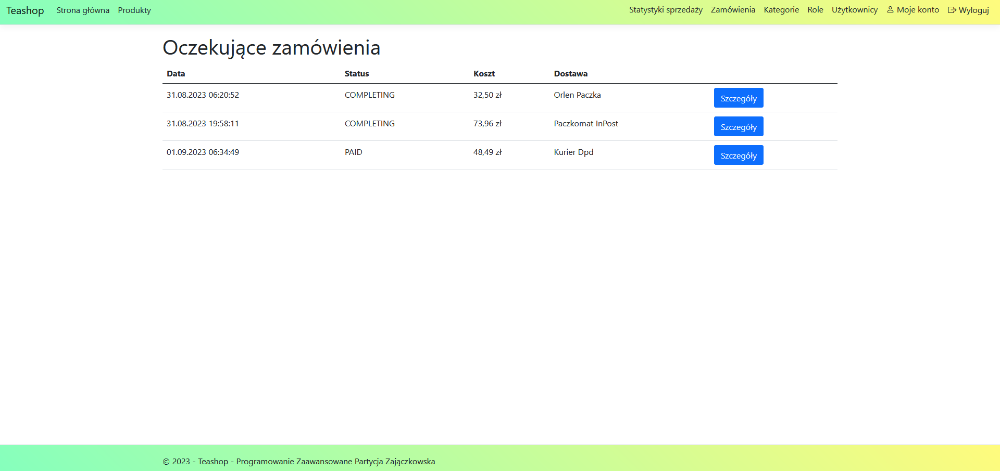 Teashop Strona główna Produkty Statystyki sprzedaży Zamówienia Kategorie Role Użytkownicy Moje konto Wyloguj
Oczekujące zamówienia
Data Status Koszt Dostawa
31.08.2023 06:20:52 COMPLETING 32,50 zł Orlen Paczka Szczegóły
31.08.2023 19:58:11 COMPLETING 73,96 zł Paczkomat InPost Szczegóły
01.09.2023 06:34:49 PAID 48,49 zł Kurier Dpd Szczegóły
© 2023 - Teashop - Programowanie Zaawansowane Partycja Zajączkowska